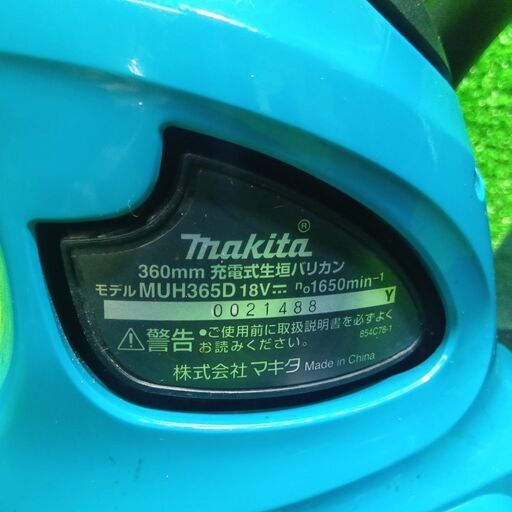 makita®
360mm 充電式生垣バリカン
モデル MUH365D 18V⎓ n₀1650min⁻¹
0021488 Y
⚠警告 ●ご使用前に取扱説明書を必ずよく
お読みください。 854C78-1
株式会社 マキタ Made in China